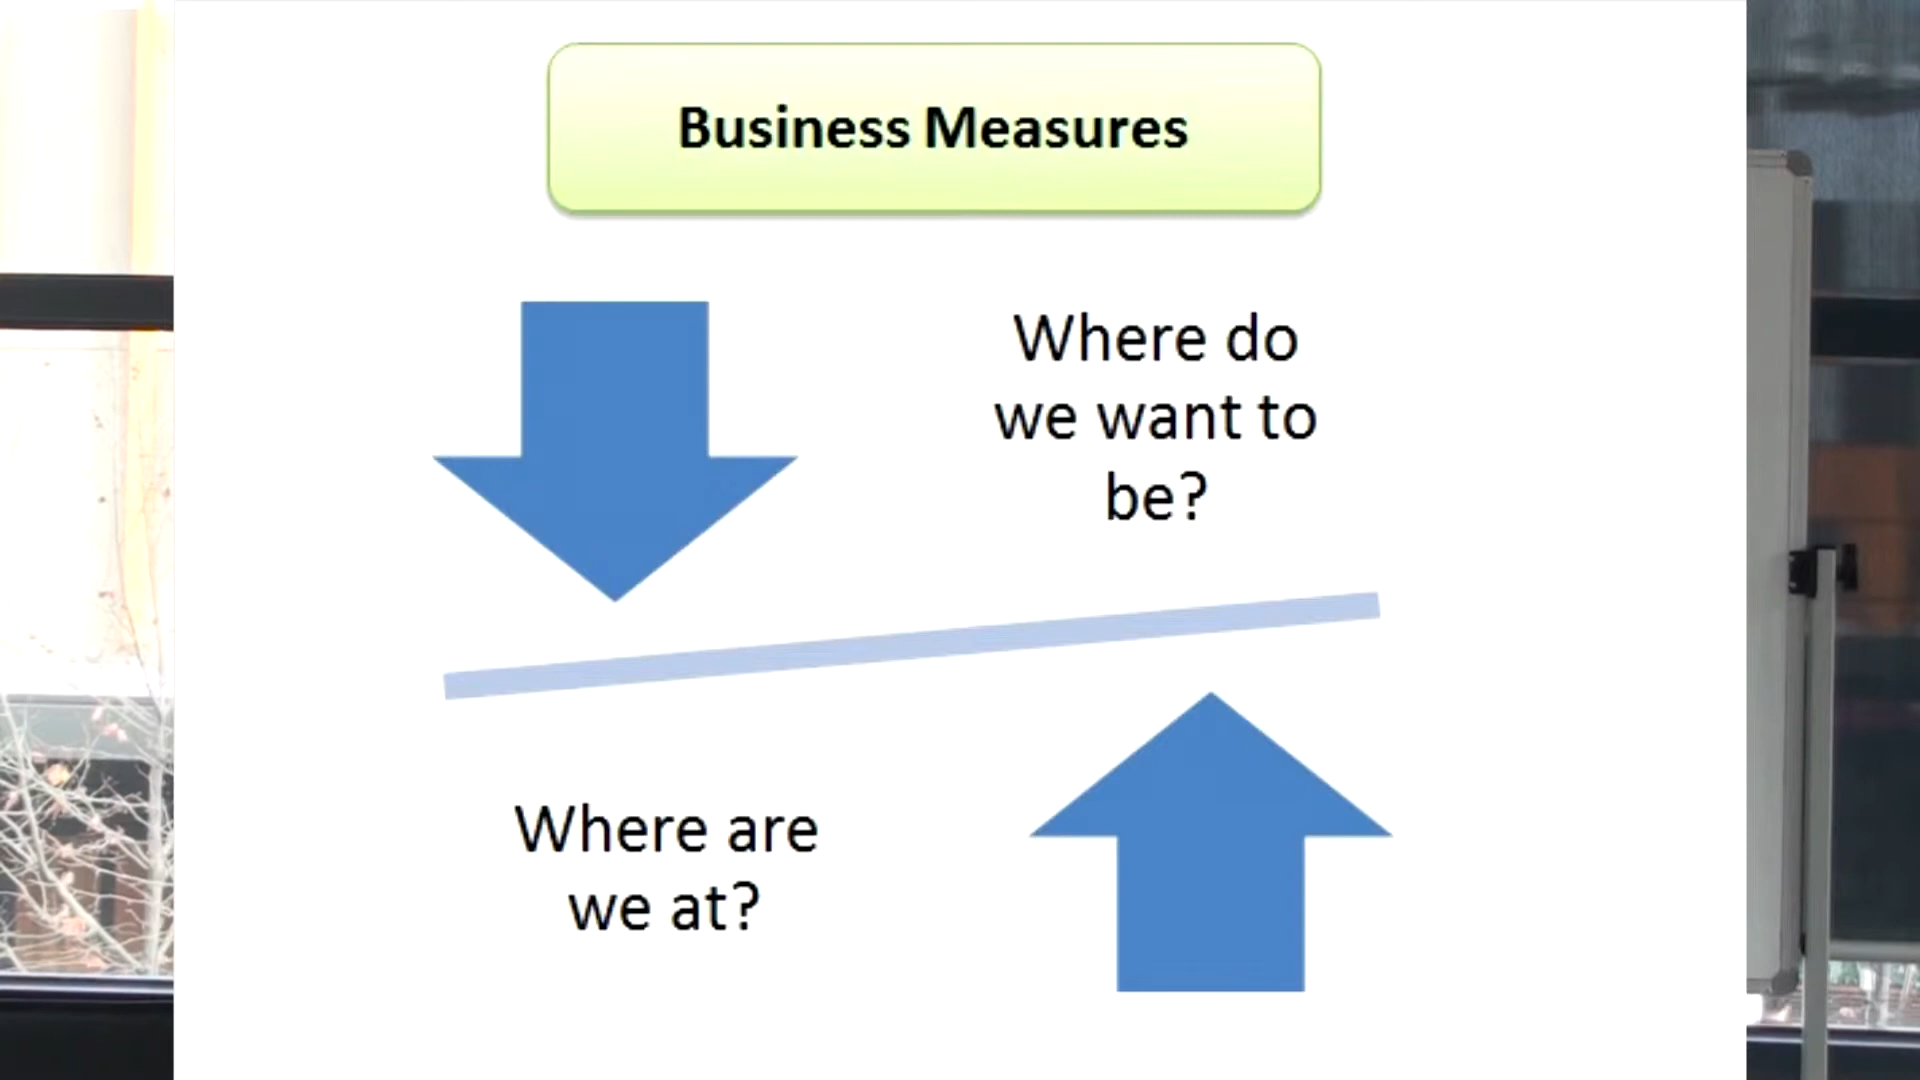 Business Measures
Where do
we want to
be?
Where are
we at?